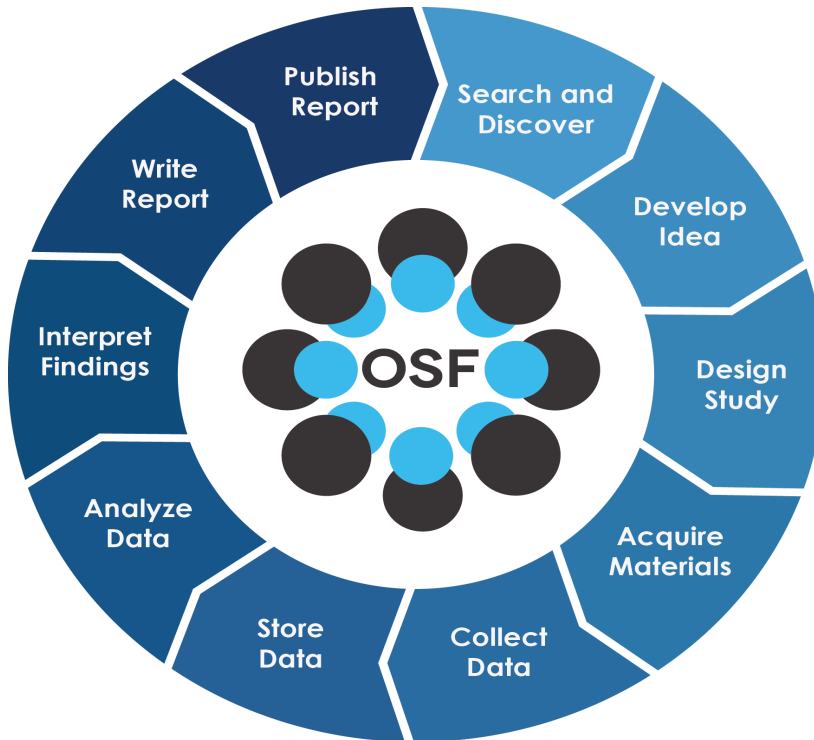 Publish
Report
Search and
Discover
Develop
Idea
Design
Study
Acquire
Materials
Collect
Data
Store
Data
Analyze
Data
Interpret
Findings
Write
Report
OSF